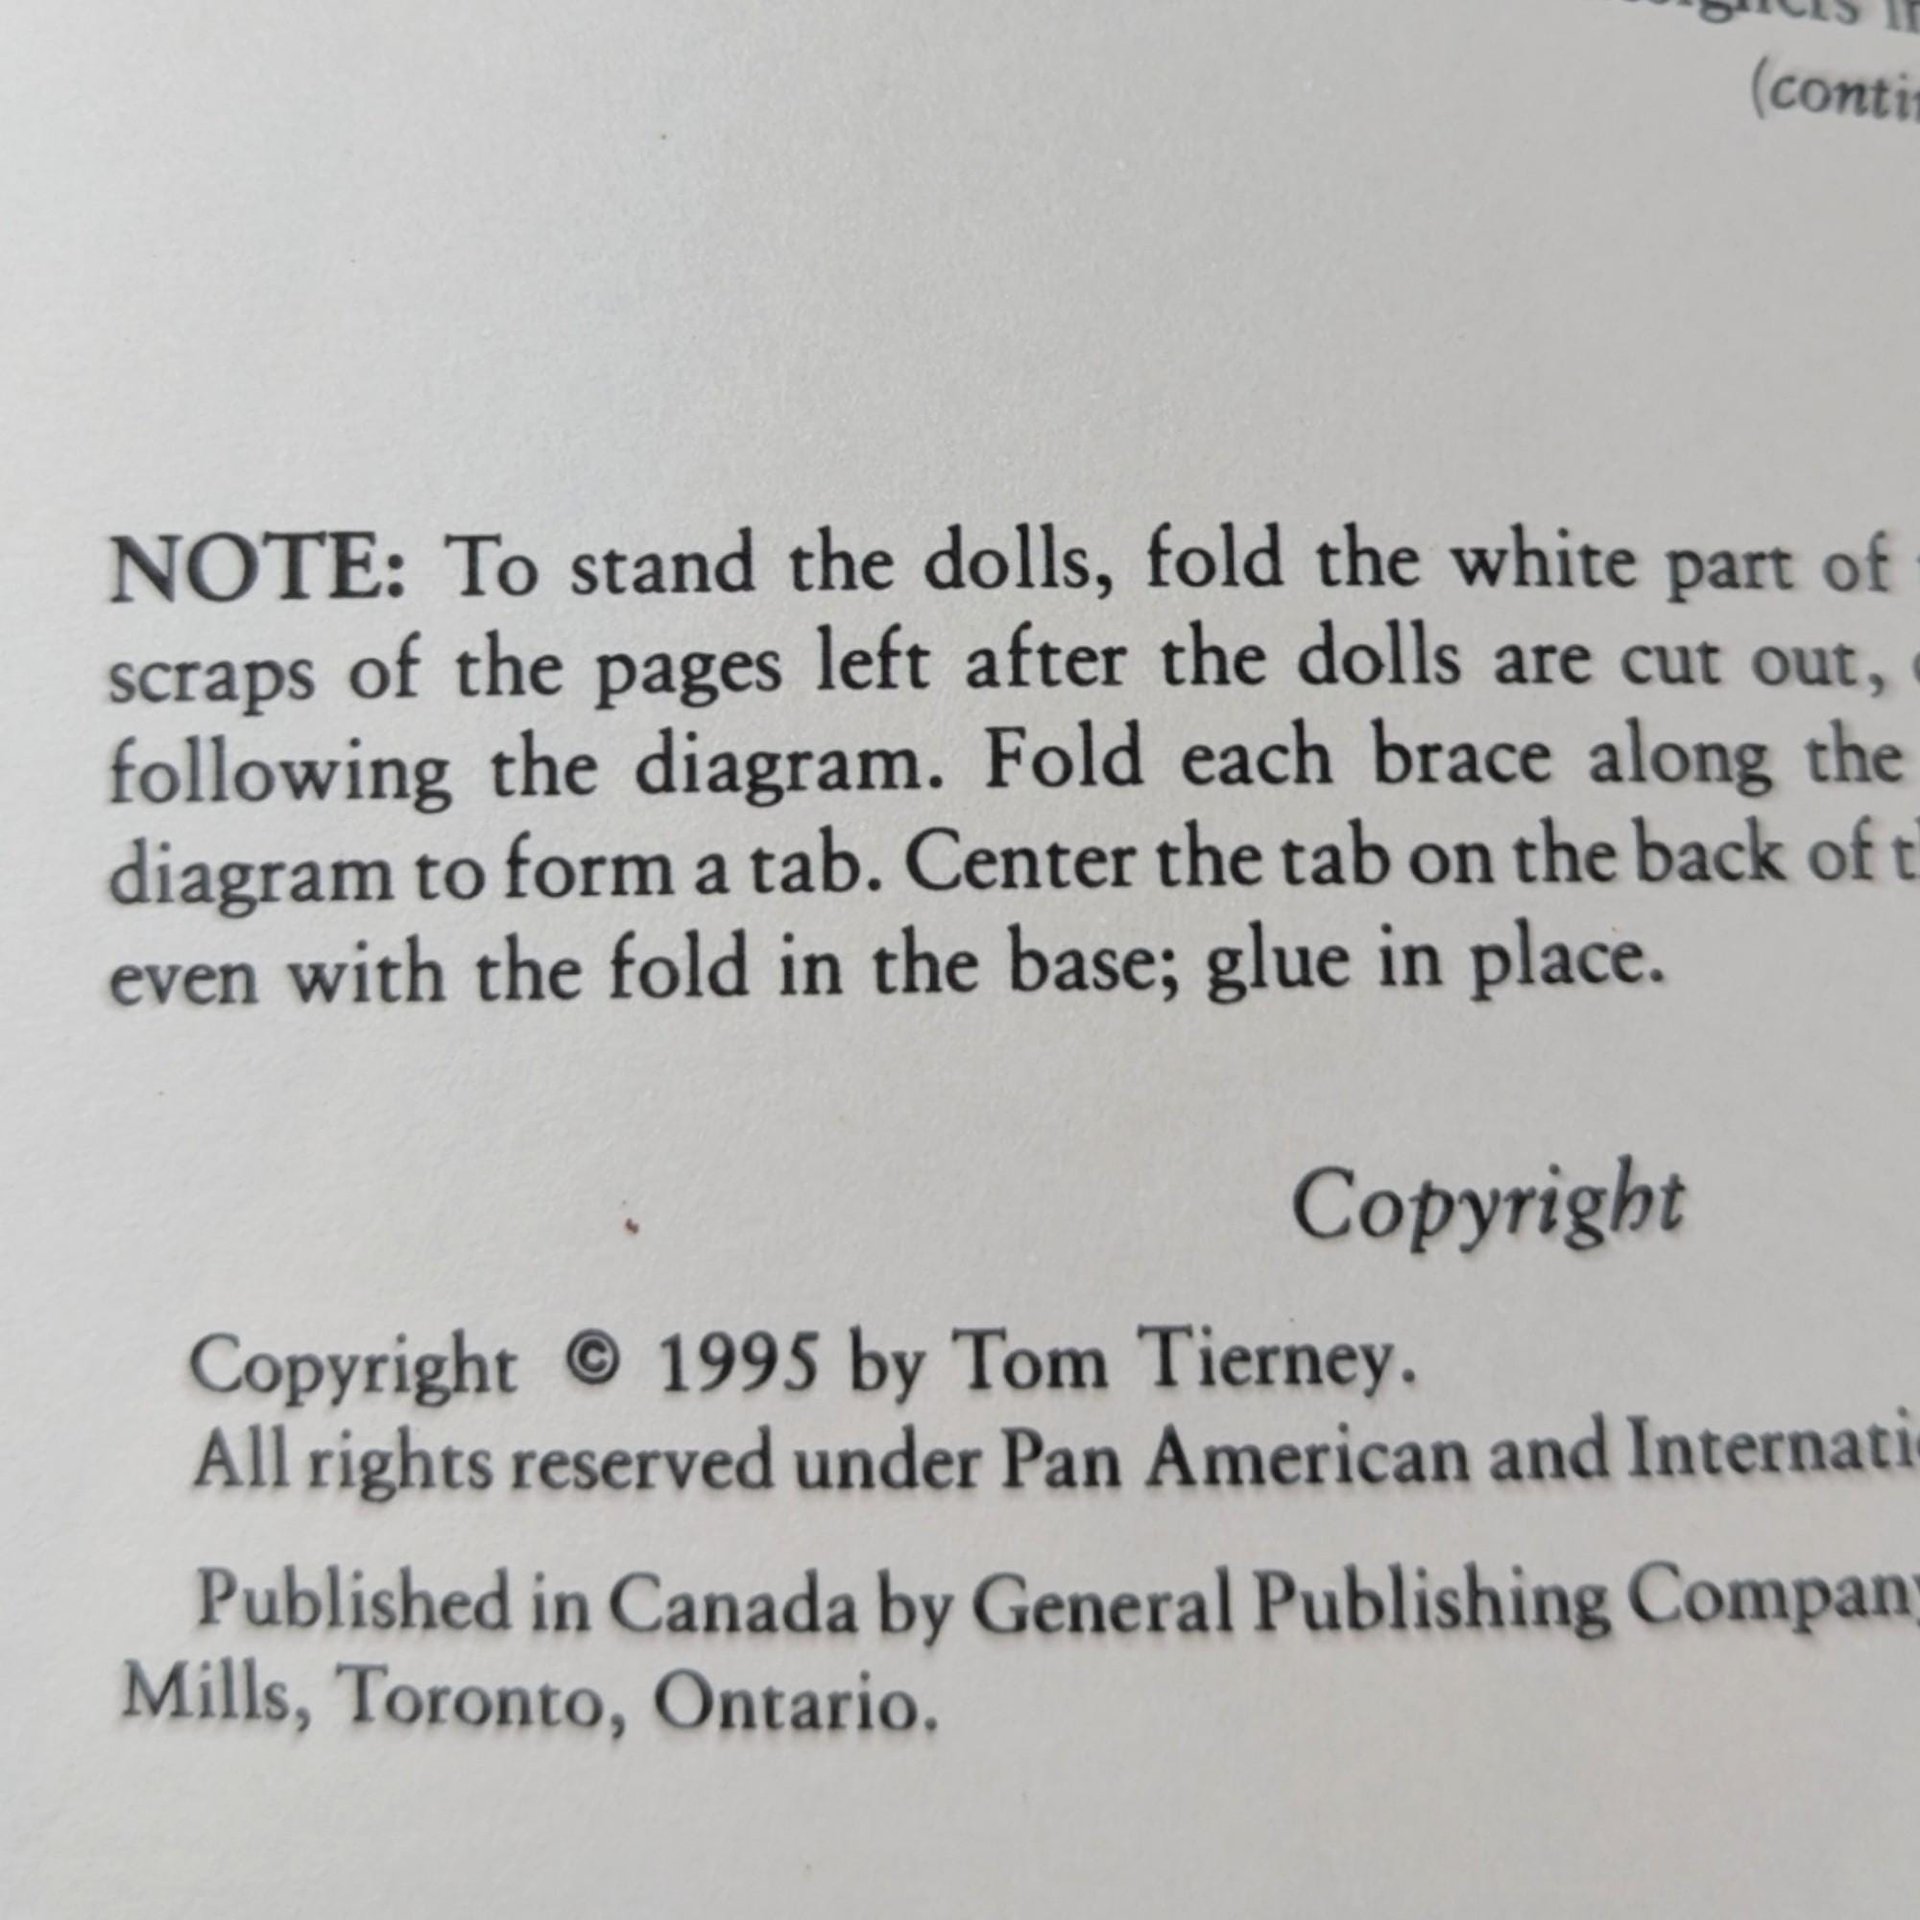 (conti
NOTE: To stand the dolls, fold the white part of
scraps of the pages left after the dolls are cut out,
following the diagram. Fold each brace along the
diagram to form a tab. Center the tab on the back of
even with the fold in the base; glue in place.
Copyright
Copyright © 1995 by Tom Tierney.
All rights reserved under Pan American and Internati
Published in Canada by General Publishing Company
Mills, Toronto, Ontario.